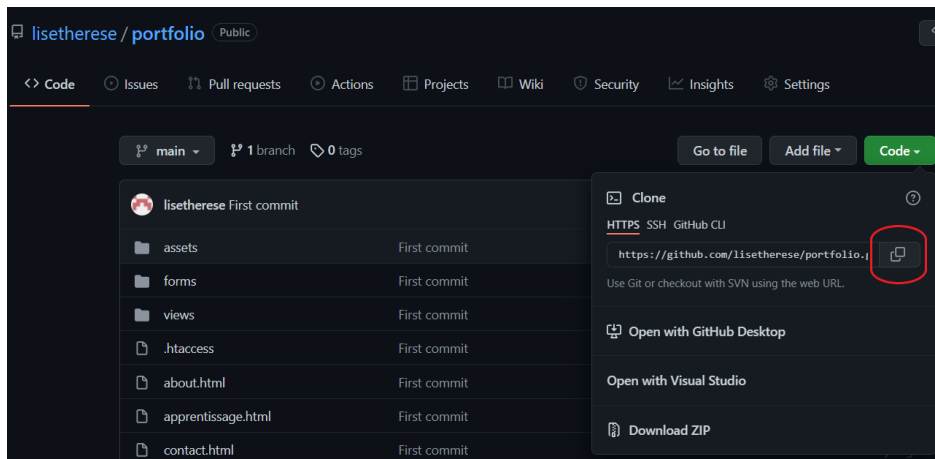 lisetherese / portfolio Public
Code Issues Pull requests Actions Projects Wiki Security Insights Settings
main 1 branch 0 tags Go to file Add file Code
lisetherese First commit
assets First commit
forms First commit
views First commit
.htaccess First commit
about.html First commit
apprentissage.html First commit
contact.html First commit
Clone
HTTPS SSH GitHub CLI
https://github.com/lisetherese/portfolio.
Use Git or checkout with SVN using the web URL.
Open with GitHub Desktop
Open with Visual Studio
Download ZIP